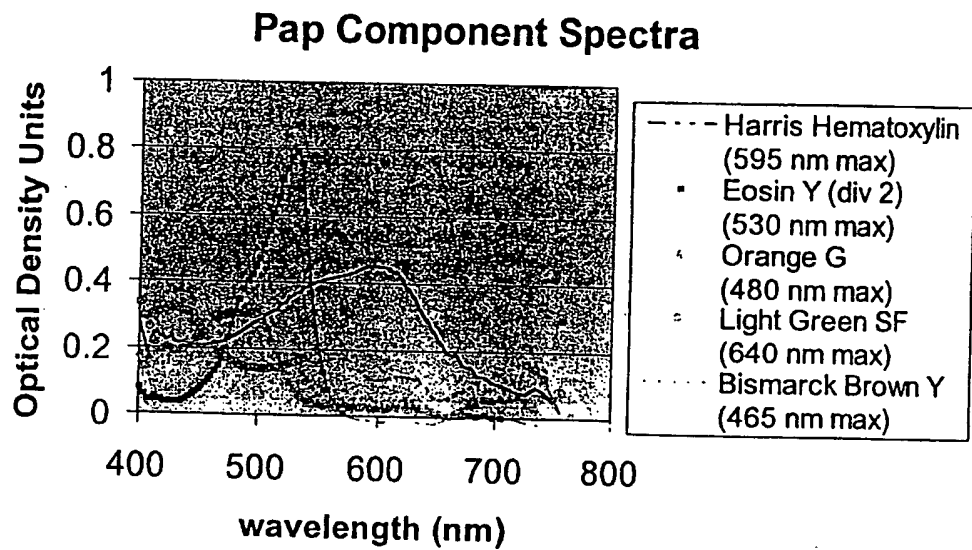 Pap Component Spectra
Optical Density Units
1
0.8
0.6
0.4
0.2
0
400 500 600 700 800
wavelength (nm)
Harris Hematoxylin
(595 nm max)
Eosin Y (div 2)
(530 nm max)
Orange G
(480 nm max)
Light Green SF
(640 nm max)
Bismarck Brown Y
(465 nm max)